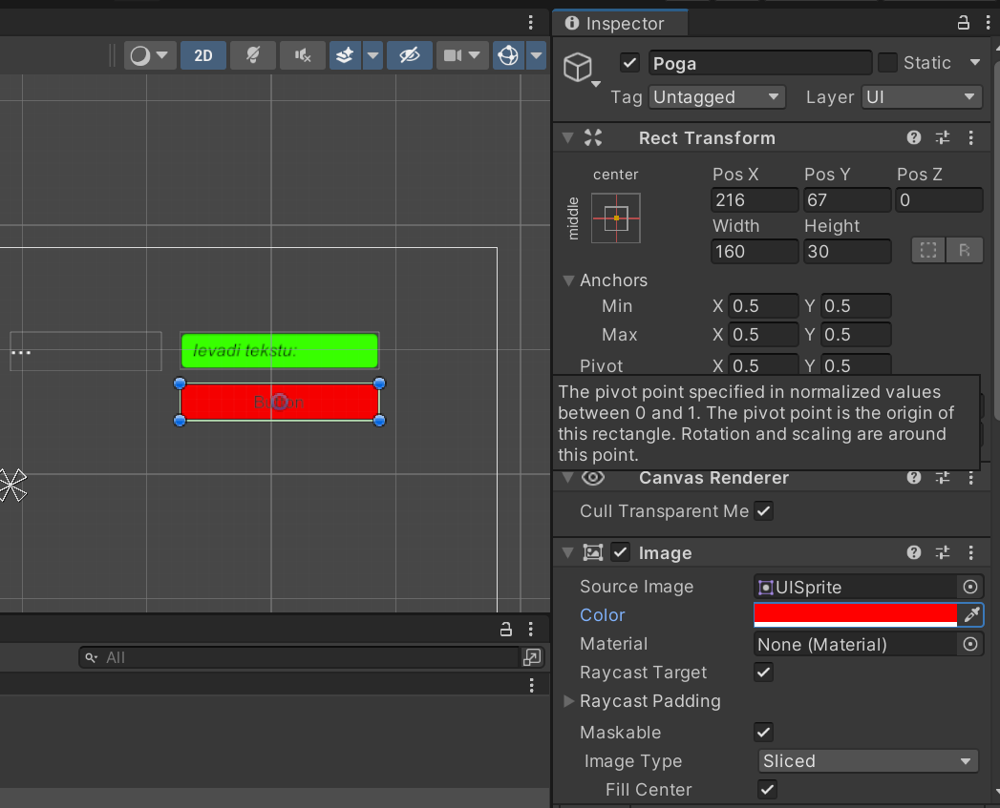 Inspector
2D
Poga
Static
Tag
Untagged
Layer
UI
Rect Transform
center
middle
Pos X
Pos Y
Pos Z
216
67
0
Width
Height
160
30
R
Anchors
Min
X
0.5
Y
0.5
Max
X
0.5
Y
0.5
Pivot
X
0.5
Y
0.5
Ievadi tekstu:
...
Button
The pivot point specified in normalized values
between 0 and 1. The pivot point is the origin of
this rectangle. Rotation and scaling are around
this point.
Canvas Renderer
Cull Transparent Me
Image
Source Image
UISprite
Color
Material
None (Material)
Raycast Target
Raycast Padding
Maskable
Image Type
Sliced
Fill Center
All